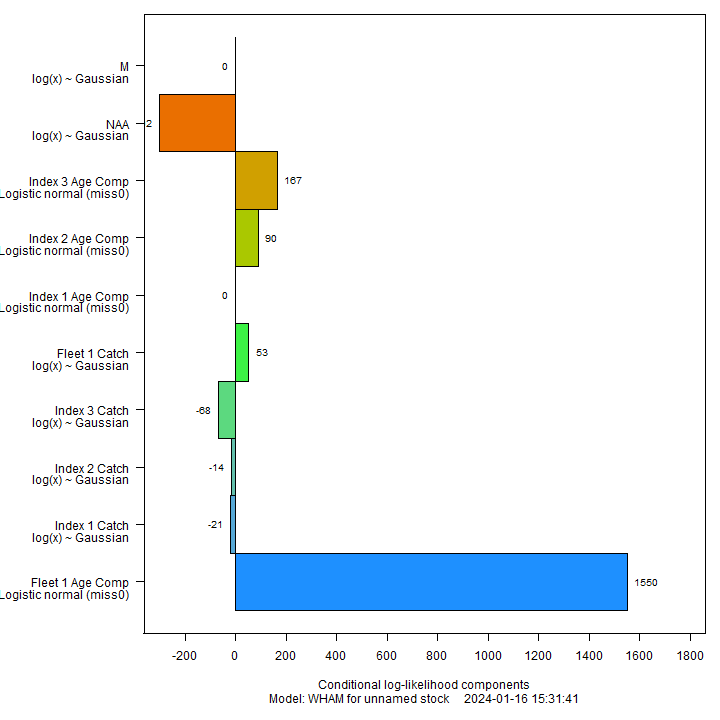 M
log(x) ~ Gaussian
0
NAA
log(x) ~ Gaussian
2
Index 3 Age Comp
Logistic normal (miss0)
167
Index 2 Age Comp
Logistic normal (miss0)
90
Index 1 Age Comp
Logistic normal (miss0)
0
Fleet 1 Catch
log(x) ~ Gaussian
53
Index 3 Catch
log(x) ~ Gaussian
-68
Index 2 Catch
log(x) ~ Gaussian
-14
Index 1 Catch
log(x) ~ Gaussian
-21
Fleet 1 Age Comp
Logistic normal (miss0)
1550
-200 0 200 400 600 800 1000 1200 1400 1600 1800
Conditional log-likelihood components
Model: WHAM for unnamed stock 2024-01-16 15:31:41